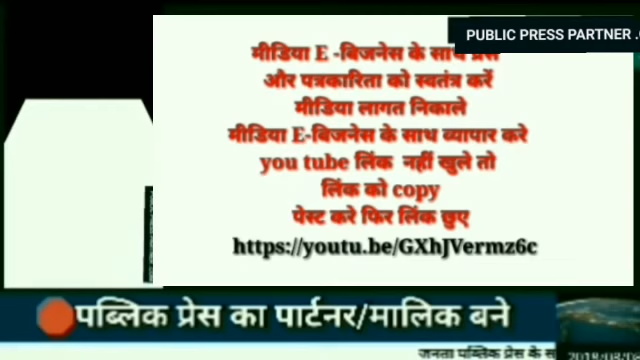 PUBLIC PRESS PARTNER
मीडिया E -बिजनेस के साथ प्रेस
और पत्रकारिता को स्वतंत्र करें
मीडिया लागत निकाले
मीडिया E-बिजनेस के साथ व्यापार करे
you tube लिंक नहीं खुले तो
लिंक को copy
पेस्ट करे फिर लिंक छुए
https://youtu.be/GXhJVermz6c
पब्लिक प्रेस का पार्टनर/मालिक बने
जनता पब्लिक प्रेस के